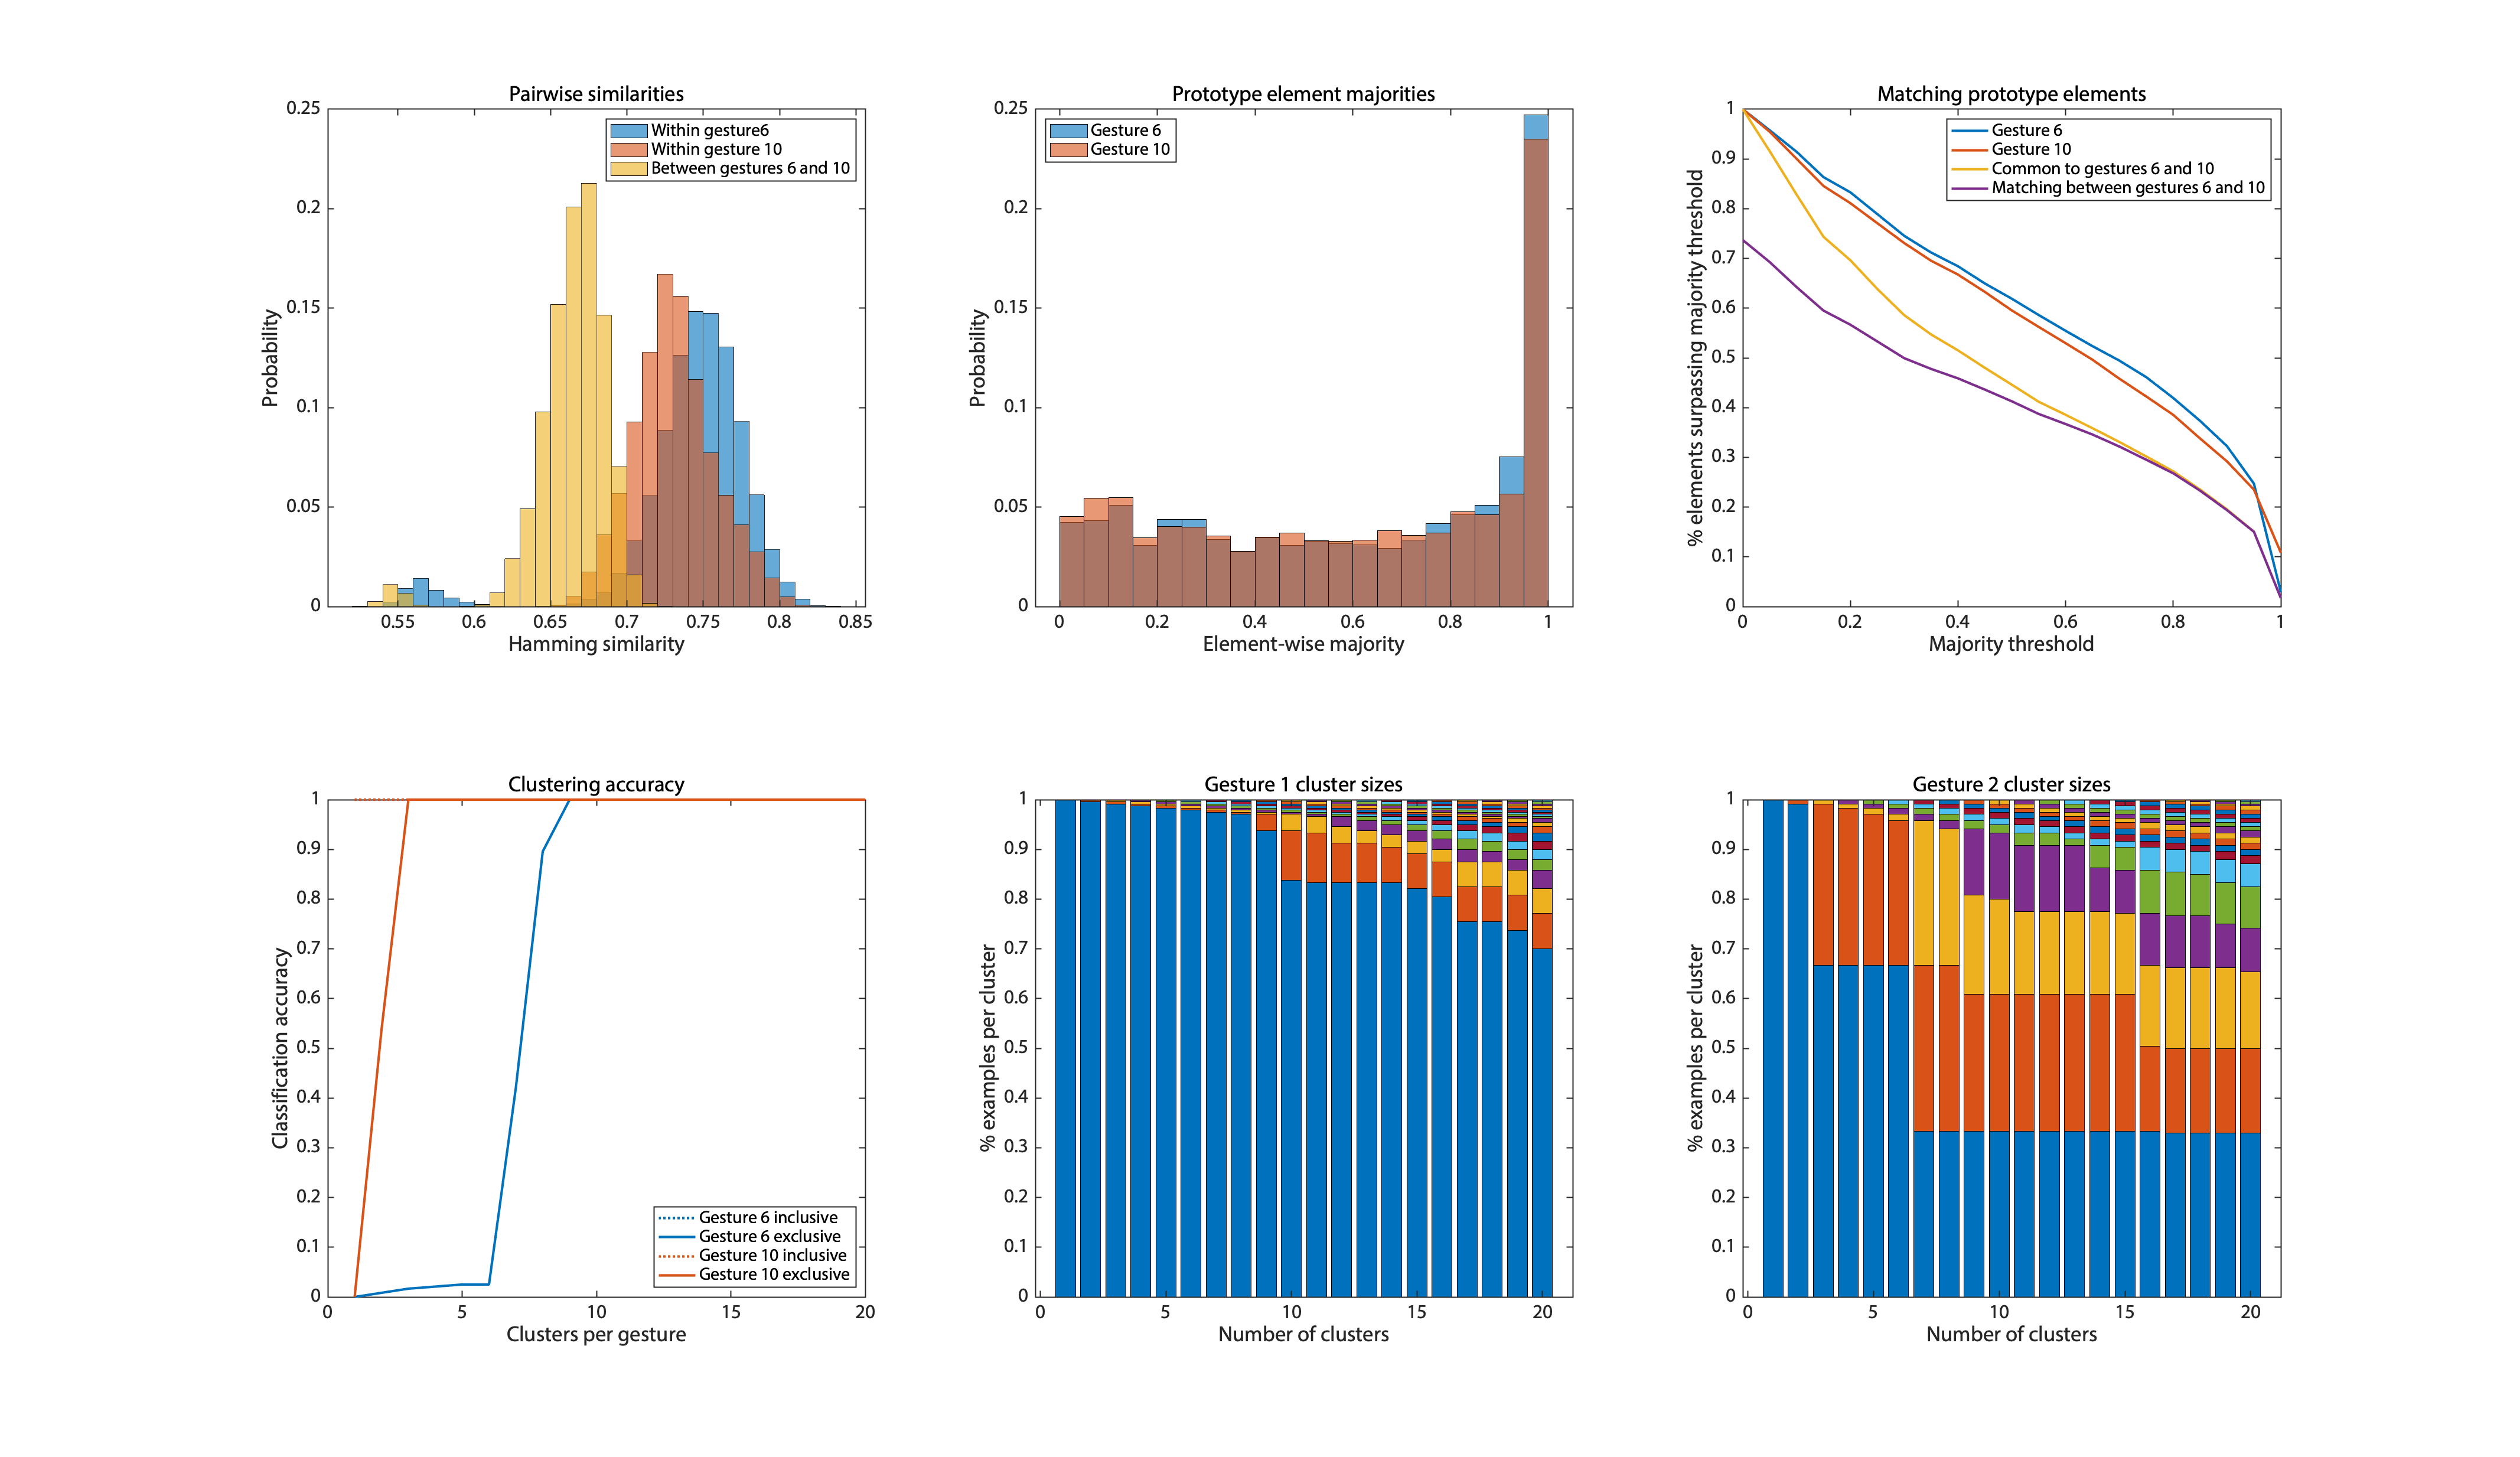 Pairwise similarities
0.25
0.2
0.15
0.1
0.05
0
Probability
Within gesture6
Within gesture 10
Between gestures 6 and 10
0.55 0.6 0.65 0.7 0.75 0.8 0.85
Hamming similarity
Prototype element majorities
0.25
0.2
0.15
0.1
0.05
0
Probability
Gesture 6
Gesture 10
0 0.2 0.4 0.6 0.8 1
Element-wise majority
Matching prototype elements
1
0.9
0.8
0.7
0.6
0.5
0.4
0.3
0.2
0.1
0
% elements surpassing majority threshold
Gesture 6
Gesture 10
Common to gestures 6 and 10
Matching between gestures 6 and 10
0 0.2 0.4 0.6 0.8 1
Majority threshold
Clustering accuracy
1
0.9
0.8
0.7
0.6
0.5
0.4
0.3
0.2
0.1
0
Classification accuracy
Gesture 6 inclusive
Gesture 6 exclusive
Gesture 10 inclusive
Gesture 10 exclusive
0 5 10 15 20
Clusters per gesture
Gesture 1 cluster sizes
1
0.9
0.8
0.7
0.6
0.5
0.4
0.3
0.2
0.1
0
% examples per cluster
0 5 10 15 20
Number of clusters
Gesture 2 cluster sizes
1
0.9
0.8
0.7
0.6
0.5
0.4
0.3
0.2
0.1
0
% examples per cluster
0 5 10 15 20
Number of clusters